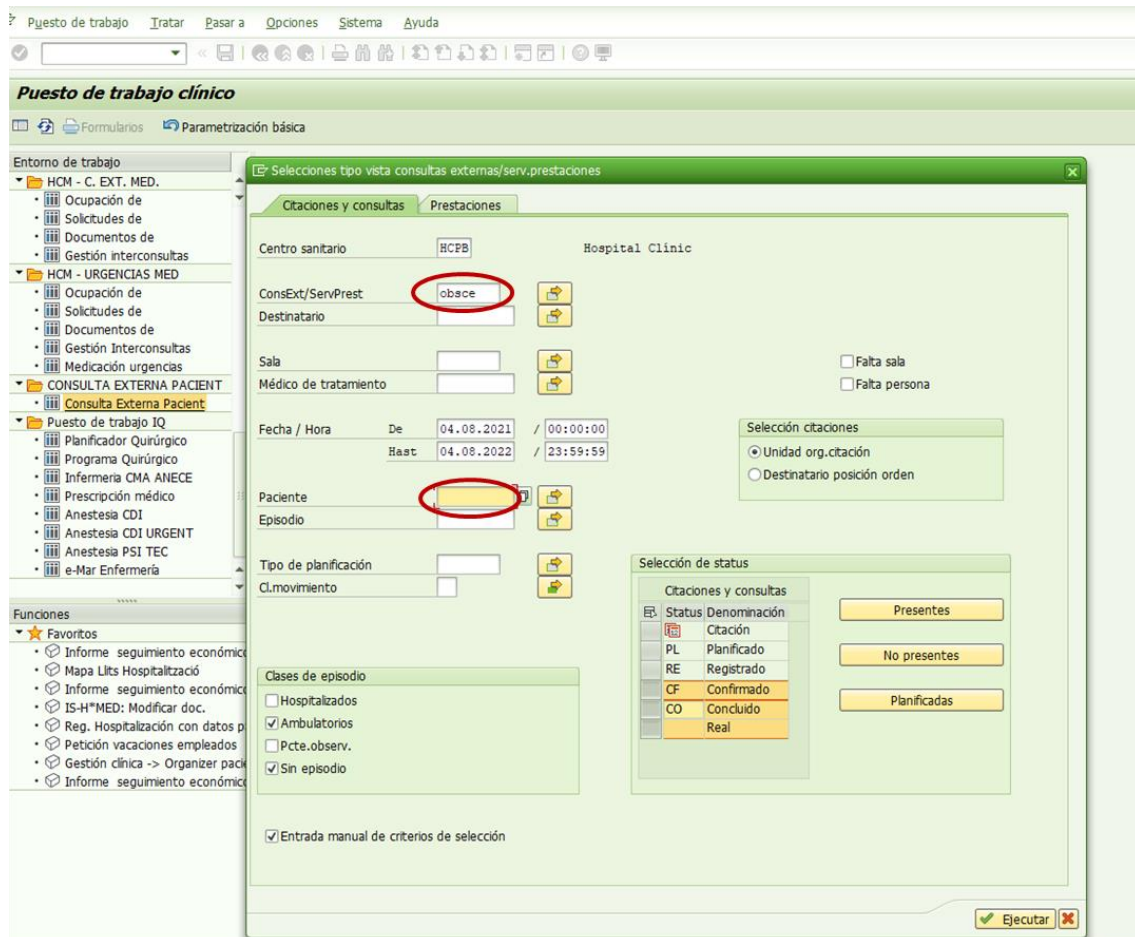 Puesto de trabajo Tratar Pasar a Opciones Sistema Ayuda
Puesto de trabajo clínico
Formularios Parametrización básica
Entorno de trabajo
HCM - C. EXT. MED.
Ocupación de
Solicitudes de
Documentos de
Gestión interconsultas
HCM - URGENCIAS MED
Ocupación de
Solicitudes de
Documentos de
Gestión Interconsultas
Medicación urgencias
CONSULTA EXTERNA PACIENT
Consulta Externa Pacient
Puesto de trabajo IQ
Planificador Quirúrgico
Programa Quirúrgico
Infermeria CMA ANECE
Prescripción médico
Anestesia CDI
Anestesia CDI URGENT
Anestesia PSI TEC
e-Mar Enfermería
Funciones
Favoritos
Informe seguimiento económico
Mapa Llits Hospitalització
Informe seguimiento económico
IS-H*MED: Modificar doc.
Reg. Hospitalización con datos p
Petición vacaciones empleados
Gestión clínica -> Organizer pacie
Informe seguimiento económico
Selecciones tipo vista consultas externas/serv.prestaciones
Citaciones y consultas Prestaciones
Centro sanitario HCPB Hospital Clinic
ConsExt/ServPrest obsce
Destinatario
Sala Falta sala
Médico de tratamiento Falta persona
Fecha / Hora De 04.08.2021 / 00:00:00
Hast 04.08.2022 / 23:59:59
Selección citaciones
Unidad org.citación
Destinatario posición orden
Paciente
Episodio
Tipo de planificación
Cl.movimiento
Selección de status
Citaciones y consultas
Status Denominación
Citación
PL Planificado
RE Registrado
CF Confirmado
CO Concluido
Real
Presentes
No presentes
Planificadas
Clases de episodio
Hospitalizados
Ambulatorios
Pcte.observ.
Sin episodio
Entrada manual de criterios de selección
Ejecutar